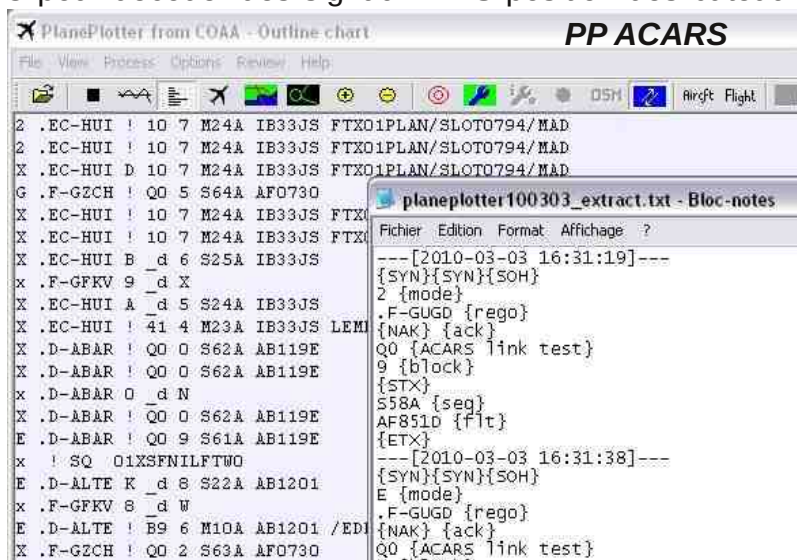 PlanePlotter from COAA - Outline chart
PP ACARS
File View Process Options Review Help
OSM Aircft Flight
2 .EC-HUI ! 10 7 M24A IB33JS FTX01PLAN/SLOT0794/MAD
2 .EC-HUI ! 10 7 M24A IB33JS FTX01PLAN/SLOT0794/MAD
X .EC-HUI D 10 7 M24A IB33JS FTX01PLAN/SLOT0794/MAD
G .F-GZCH ! Q0 5 S64A AF0730
X .EC-HUI ! 10 7 M24A IB33JS
X .EC-HUI ! 10 7 M24A IB33JS
X .EC-HUI B _d 6 S25A IB33JS
x .F-GFKV 9 _d X
X .EC-HUI A _d 5 S24A IB33JS
X .EC-HUI ! 41 4 M23A IB33JS
X .D-ABAR ! Q0 0 S62A AB119E
X .D-ABAR ! Q0 0 S62A AB119E
x .D-ABAR O _d N
X .D-ABAR ! Q0 0 S62A AB119E
E .D-ABAR ! Q0 9 S61A AB119E
x ! SQ 01XSFNILFTWO
E .D-ALTE K _d 8 S22A AB1201
x .F-GFKV 8 _d W
E .D-ALTE ! B9 6 M10A AB1201 /EDI
X .F-GZCH ! Q0 2 S63A AF0730
planeplotter100303_extract.txt - Bloc-notes
Fichier Edition Format Affichage ?
---[2010-03-03 16:31:19]---
{SYN}{SYN}{SOH}
2 {mode}
.F-GUGD {rego}
{NAK} {ack}
Q0 {ACARS link test}
9 {block}
{STX}
S58A {seq}
AF851D {flt}
{ETX}
---[2010-03-03 16:31:38]---
{SYN}{SYN}{SOH}
E {mode}
.F-GUGD {rego}
{NAK} {ack}
Q0 {ACARS link test}